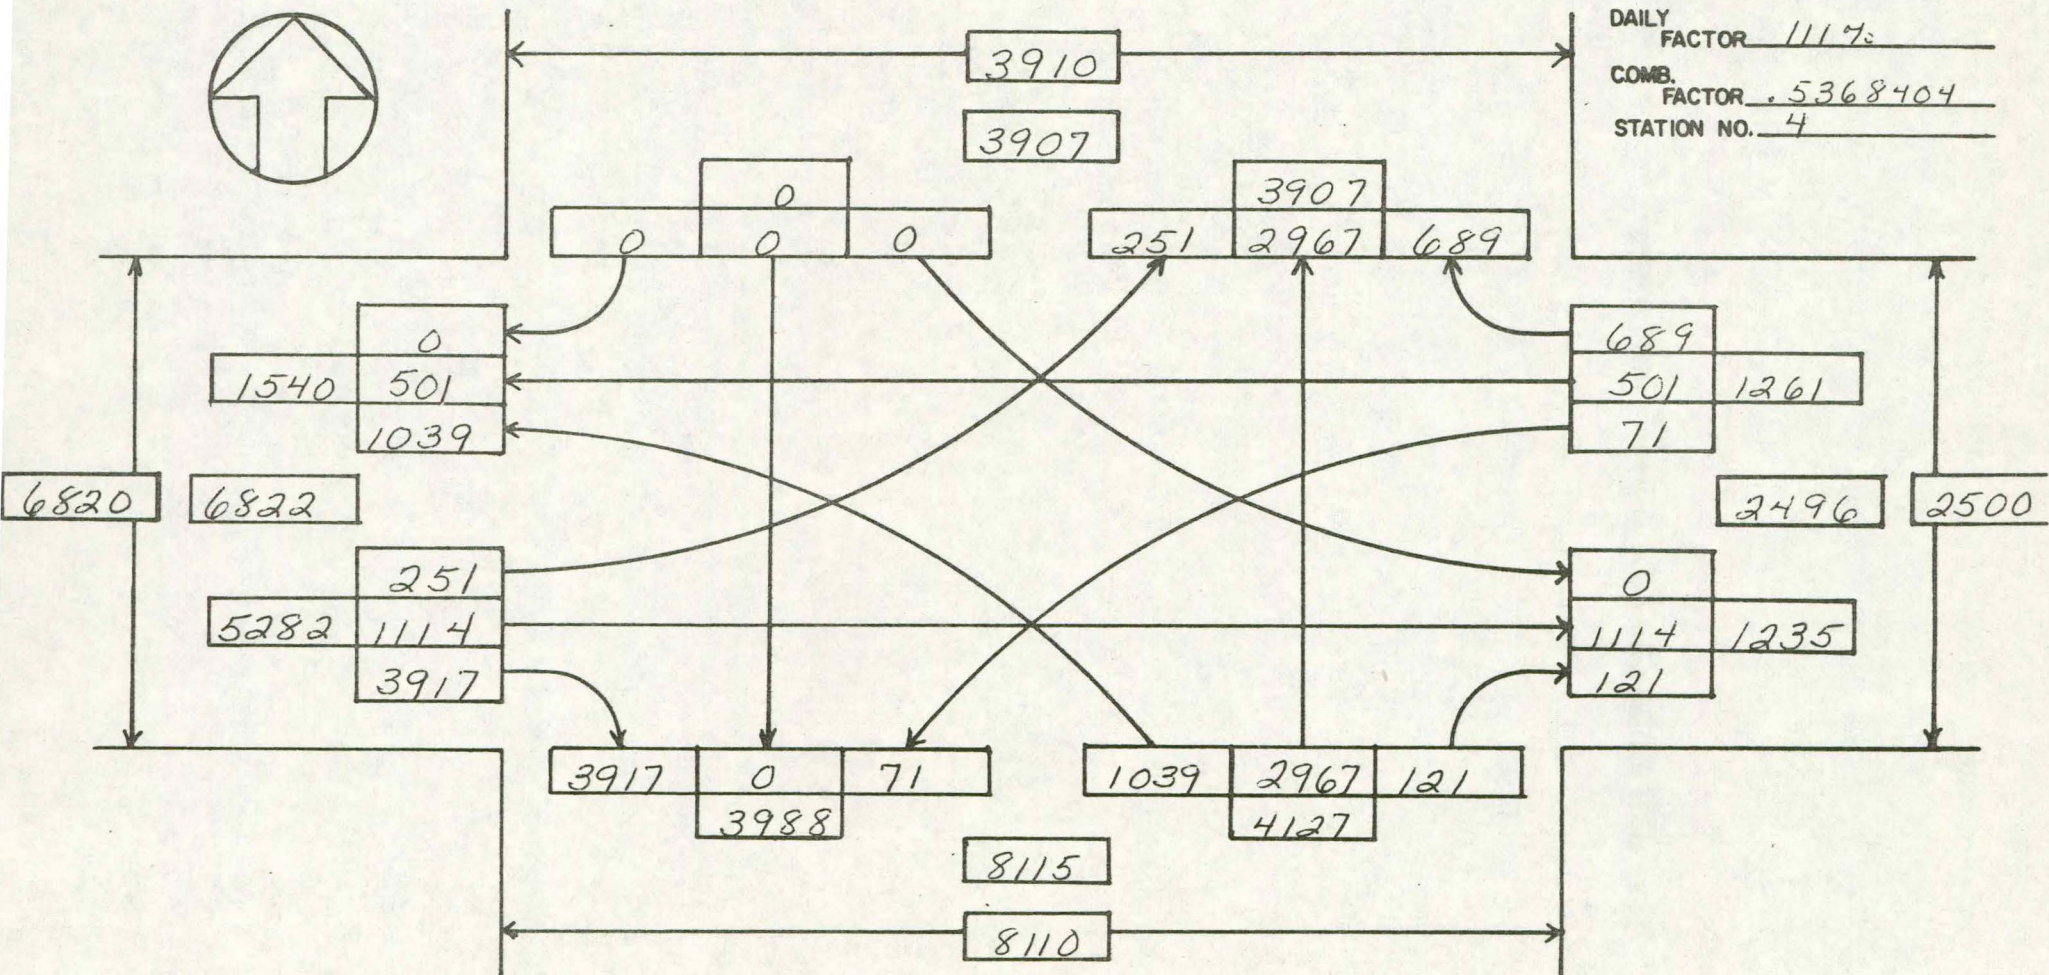 DAILY
FACTOR 111%
3910
COMB.
FACTOR .5368404
STATION NO. 4
3907
0
3907
0 0 0
251 2967 689
0
689
1540 501
501 1261
1039
71
6820
6822
2496
2500
251
0
5282 1114
1114 1235
3917
121
3917 0 71
1039 2967 121
3988
4127
8115
8110